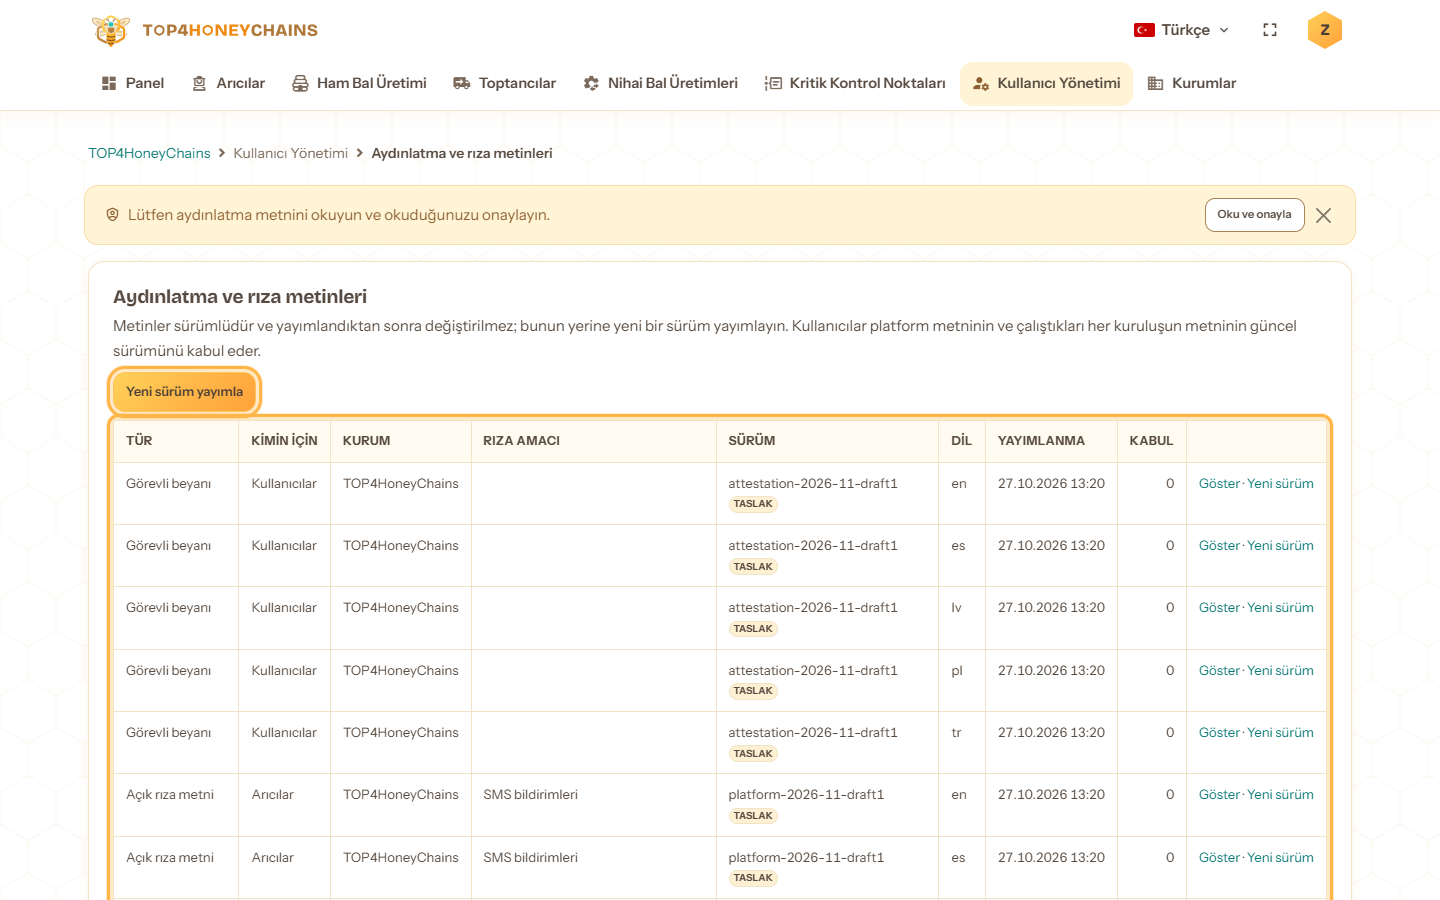 TOP4HONEYCHAINS
Türkçe
Z
Panel
Arıcılar
Ham Bal Üretimi
Toptancılar
Nihai Bal Üretimleri
Kritik Kontrol Noktaları
Kullanıcı Yönetimi
Kurumlar
TOP4HoneyChains > Kullanıcı Yönetimi > Aydınlatma ve rıza metinleri
Lütfen aydınlatma metnini okuyun ve okuduğunuzu onaylayın.
Oku ve onayla
Aydınlatma ve rıza metinleri
Metinler sürümlüdür ve yayımlandıktan sonra değiştirilmez; bunun yerine yeni bir sürüm yayımlayın. Kullanıcılar platform metninin ve çalıştıkları her kuruluşun metninin güncel
sürümünü kabul eder.
Yeni sürüm yayımla
TÜR KİMİN İÇİN KURUM RIZA AMACI SÜRÜM DİL YAYIMLANMA KABUL
Görevli beyanı Kullanıcılar TOP4HoneyChains attestation-2026-11-draft1 en 27.10.2026 13:20 0 Göster · Yeni sürüm
TASLAK
Görevli beyanı Kullanıcılar TOP4HoneyChains attestation-2026-11-draft1 es 27.10.2026 13:20 0 Göster · Yeni sürüm
TASLAK
Görevli beyanı Kullanıcılar TOP4HoneyChains attestation-2026-11-draft1 lv 27.10.2026 13:20 0 Göster · Yeni sürüm
TASLAK
Görevli beyanı Kullanıcılar TOP4HoneyChains attestation-2026-11-draft1 pl 27.10.2026 13:20 0 Göster · Yeni sürüm
TASLAK
Görevli beyanı Kullanıcılar TOP4HoneyChains attestation-2026-11-draft1 tr 27.10.2026 13:20 0 Göster · Yeni sürüm
TASLAK
Açık rıza metni Arıcılar TOP4HoneyChains SMS bildirimleri platform-2026-11-draft1 en 27.10.2026 13:20 0 Göster · Yeni sürüm
TASLAK
Açık rıza metni Arıcılar TOP4HoneyChains SMS bildirimleri platform-2026-11-draft1 es 27.10.2026 13:20 0 Göster · Yeni sürüm
TASLAK